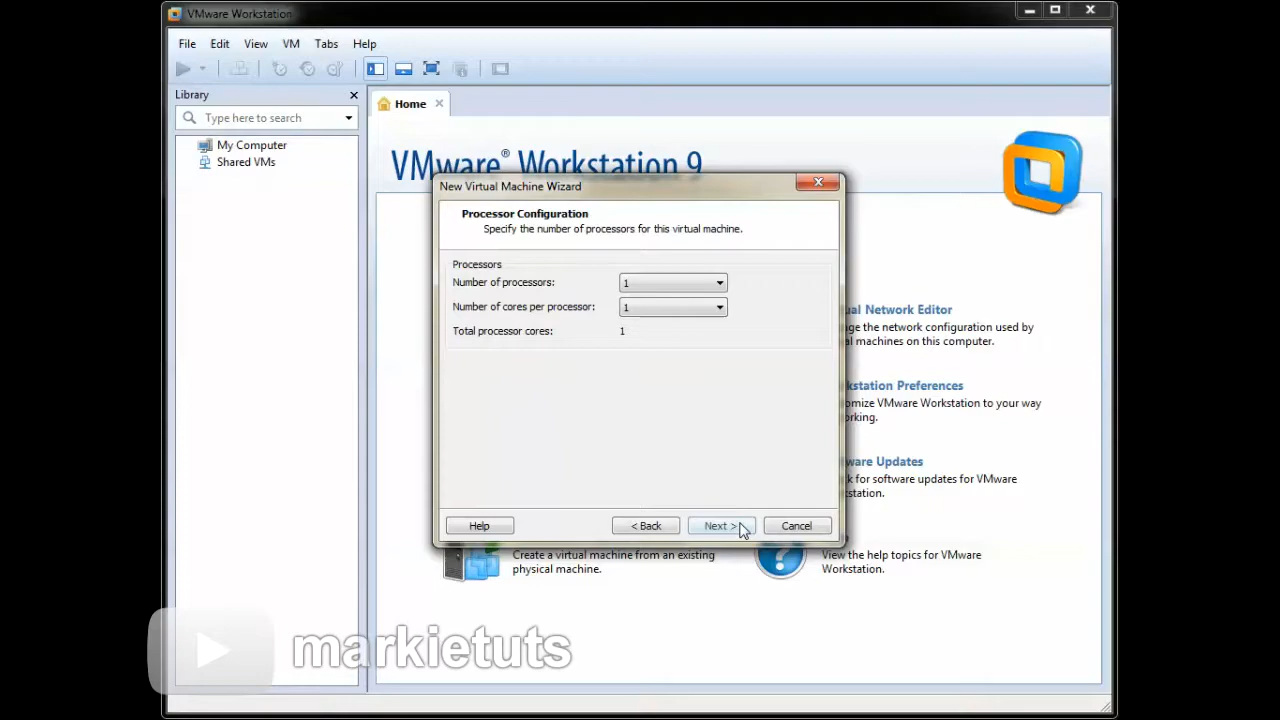 VMware Workstation
File Edit View VM Tabs Help
Library
Type here to search
My Computer
Shared VMs
Home
VMware® Workstation 9
New Virtual Machine Wizard
Processor Configuration
Specify the number of processors for this virtual machine.
Processors
Number of processors: 1
Number of cores per processor: 1
Total processor cores: 1
Help
< Back
Next >
Cancel
ual Network Editor
ge the network configuration used by
al machines on this computer.
kstation Preferences
omize VMware Workstation to your way
rking.
ware Updates
k for software updates for VMware
station.
Create a virtual machine from an existing
physical machine.
View the help topics for VMware
Workstation.
markietuts